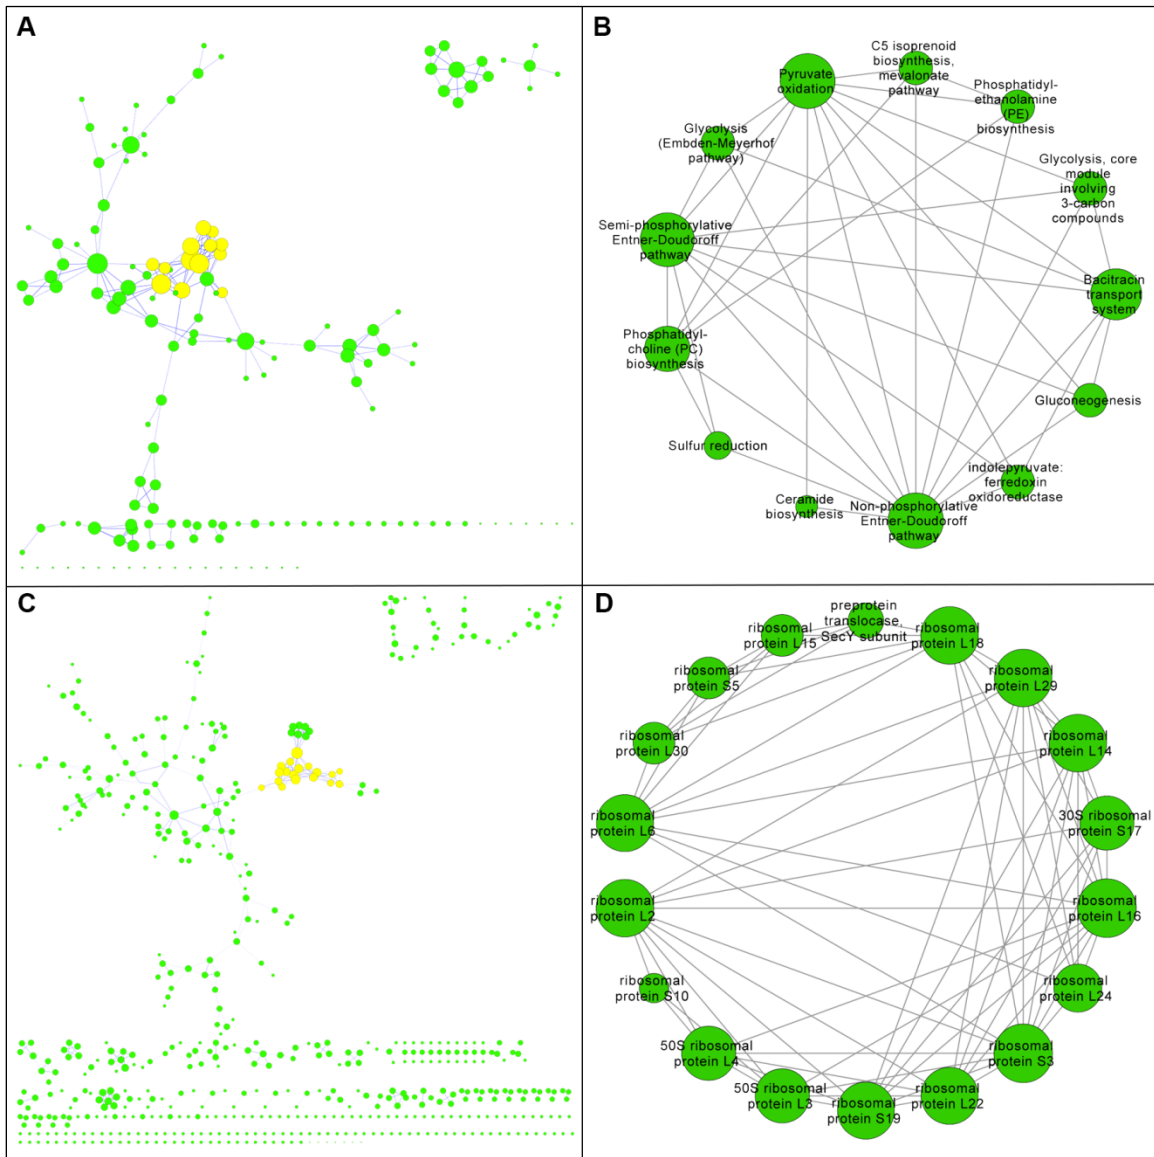 A
B
C5 isoprenoid
biosynthesis,
mevalonate
pathway
Pyruvate
oxidation
Phosphatidyl-
ethanolamine
(PE)
biosynthesis
Glycolysis
(Embden-Meyerhof
pathway)
Glycolysis, core
module
involving
3-carbon
compounds
Semi-phosphorylative
Entner-Doudoroff
pathway
Bacitracin
transport
system
Phosphatidyl-
choline (PC)
biosynthesis
Gluconeogenesis
Sulfur reduction
indolepyruvate:
ferredoxin
oxidoreductase
Ceramide
biosynthesis
Non-phosphorylative
Entner-Doudoroff
pathway
C
D
preprotein
translocase,
SecY subunit
ribosomal
protein L15
ribosomal
protein L18
ribosomal
protein S5
ribosomal
protein L29
ribosomal
protein L30
ribosomal
protein L14
ribosomal
protein L6
30S ribosomal
protein S17
ribosomal
protein L2
ribosomal
protein L16
ribosomal
protein S10
ribosomal
protein L24
50S ribosomal
protein L4
ribosomal
protein S3
50S ribosomal
protein L3
ribosomal
protein S19
ribosomal
protein L22